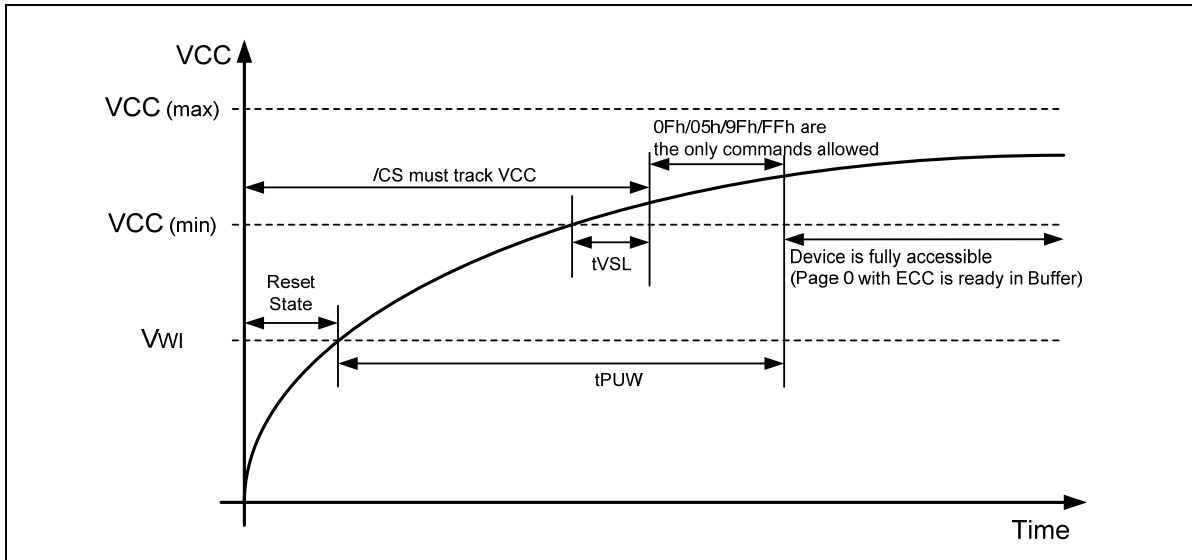 VCC
VCC (max)
0Fh/05h/9Fh/FFh are
the only commands allowed
/CS must track VCC
VCC (min)
tVSL
Device is fully accessible
(Page 0 with ECC is ready in Buffer)
Reset
State
VWI
tPUW
Time